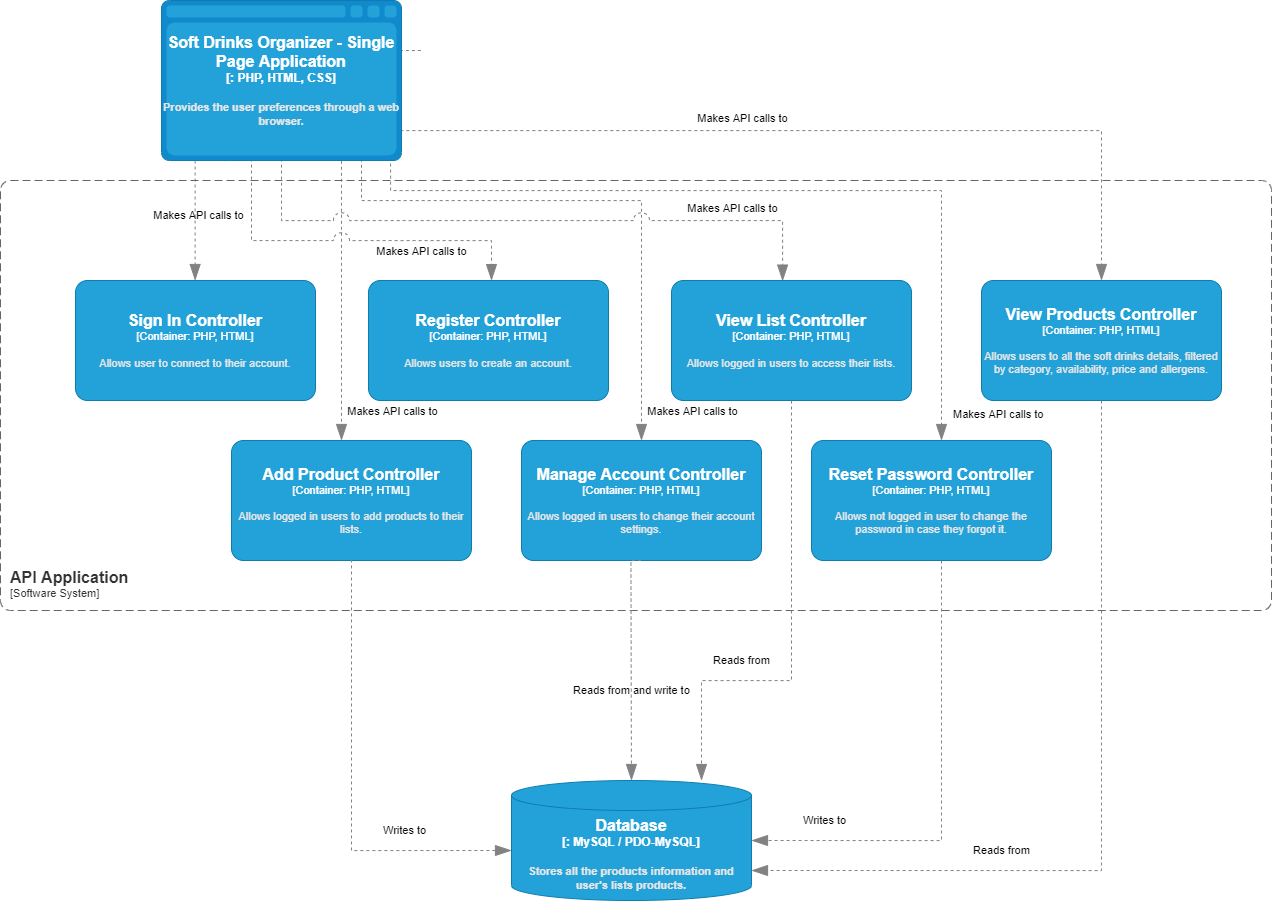 Soft Drinks Organizer - Single
Page Application
[: PHP, HTML, CSS]
Provides the user preferences through a web
browser.
Makes API calls to
Makes API calls to
Makes API calls to
Makes API calls to
Sign In Controller
[Container: PHP, HTML]
Allows user to connect to their account.
Register Controller
[Container: PHP, HTML]
Allows users to create an account.
View List Controller
[Container: PHP, HTML]
Allows logged in users to access their lists.
View Products Controller
[Container: PHP, HTML]
Allows users to all the soft drinks details, filtered
by category, availability, price and allergens.
Makes API calls to
Makes API calls to
Makes API calls to
Add Product Controller
[Container: PHP, HTML]
Allows logged in users to add products to their
lists.
Manage Account Controller
[Container: PHP, HTML]
Allows logged in users to change their account
settings.
Reset Password Controller
[Container: PHP, HTML]
Allows not logged in user to change the
password in case they forgot it.
API Application
[Software System]
Reads from
Reads from and write to
Writes to
Writes to
Reads from
Database
[: MySQL / PDO-MySQL]
Stores all the products information and
user's lists products.